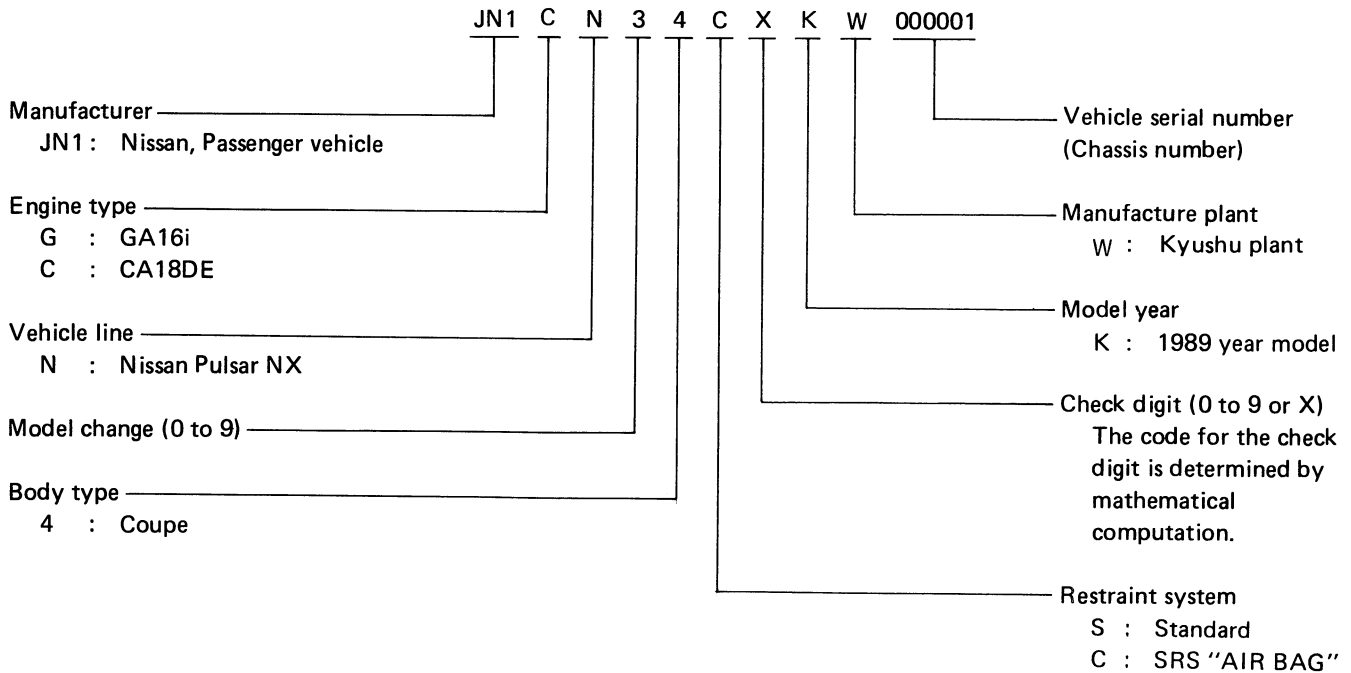 JN1 C N 3 4 C X K W 000001
Manufacturer
JN1 : Nissan, Passenger vehicle
Engine type
G : GA16i
C : CA18DE
Vehicle line
N : Nissan Pulsar NX
Model change (0 to 9)
Body type
4 : Coupe
Vehicle serial number
(Chassis number)
Manufacture plant
W : Kyushu plant
Model year
K : 1989 year model
Check digit (0 to 9 or X)
The code for the check
digit is determined by
mathematical
computation.
Restraint system
S : Standard
C : SRS "AIR BAG"